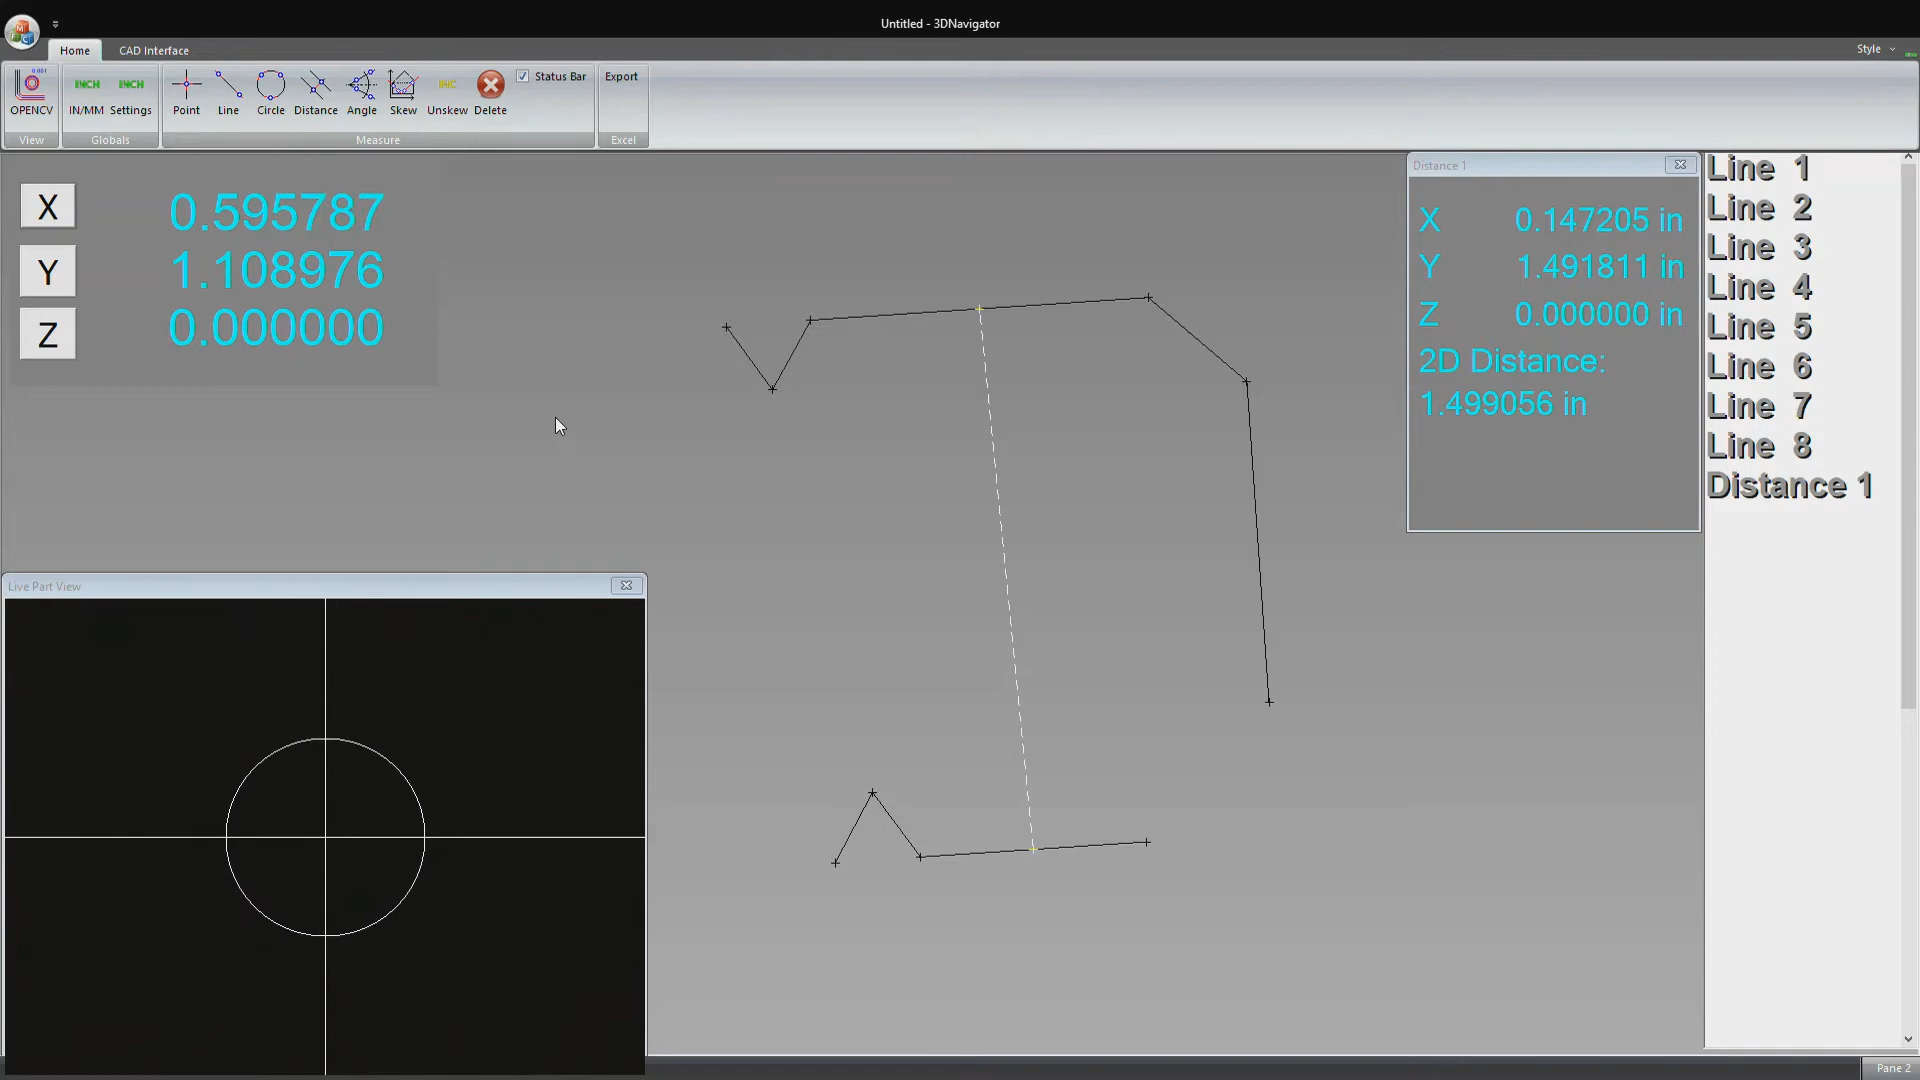 Untitled - 3DNavigator
Home
CAD Interface
Style
0.001
OPENCV
INCH
IN/MM
INCH
Settings
Point
Line
Circle
Distance
Angle
Skew
INC
Unskew
Delete
Status Bar
Export
View
Globals
Measure
Excel
X 0.595787
Y 1.108976
Z 0.000000
Distance 1
X 0.147205 in
Y 1.491811 in
Z 0.000000 in
2D Distance:
1.499056 in
Line 1
Line 2
Line 3
Line 4
Line 5
Line 6
Line 7
Line 8
Distance 1
Live Part View
Pane 2